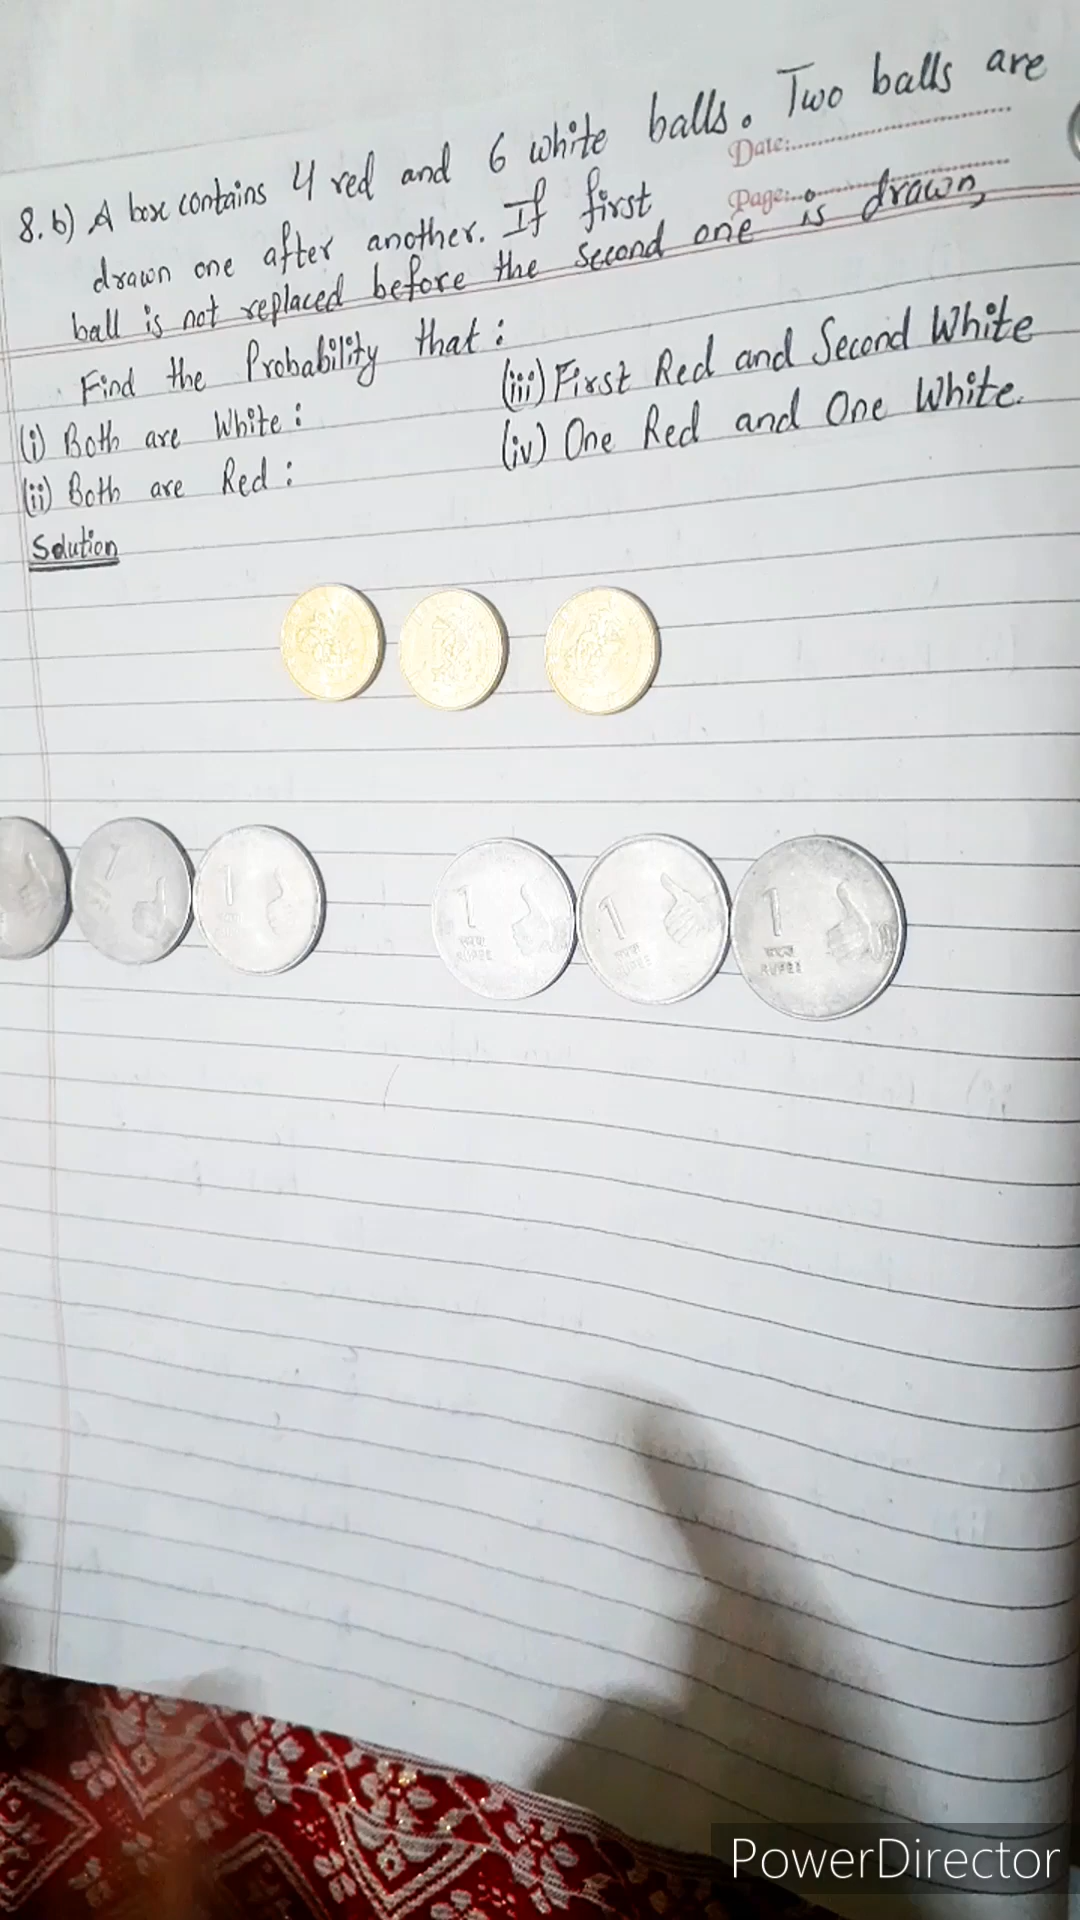 8. b) A box contains 4 red and 6 white balls. Two balls are
Date:
drawn one after another. If first
Page:
ball is not replaced before the second one is drawn,
Find the Probability that :
(i) Both are White :
(iii) First Red and Second White
(ii) Both are Red :
(iv) One Red and One White.
Solution
1
1
1
रुपया
RUPEE
1
रुपया
RUPEE
1
रुपया
RUPEE
PowerDirector